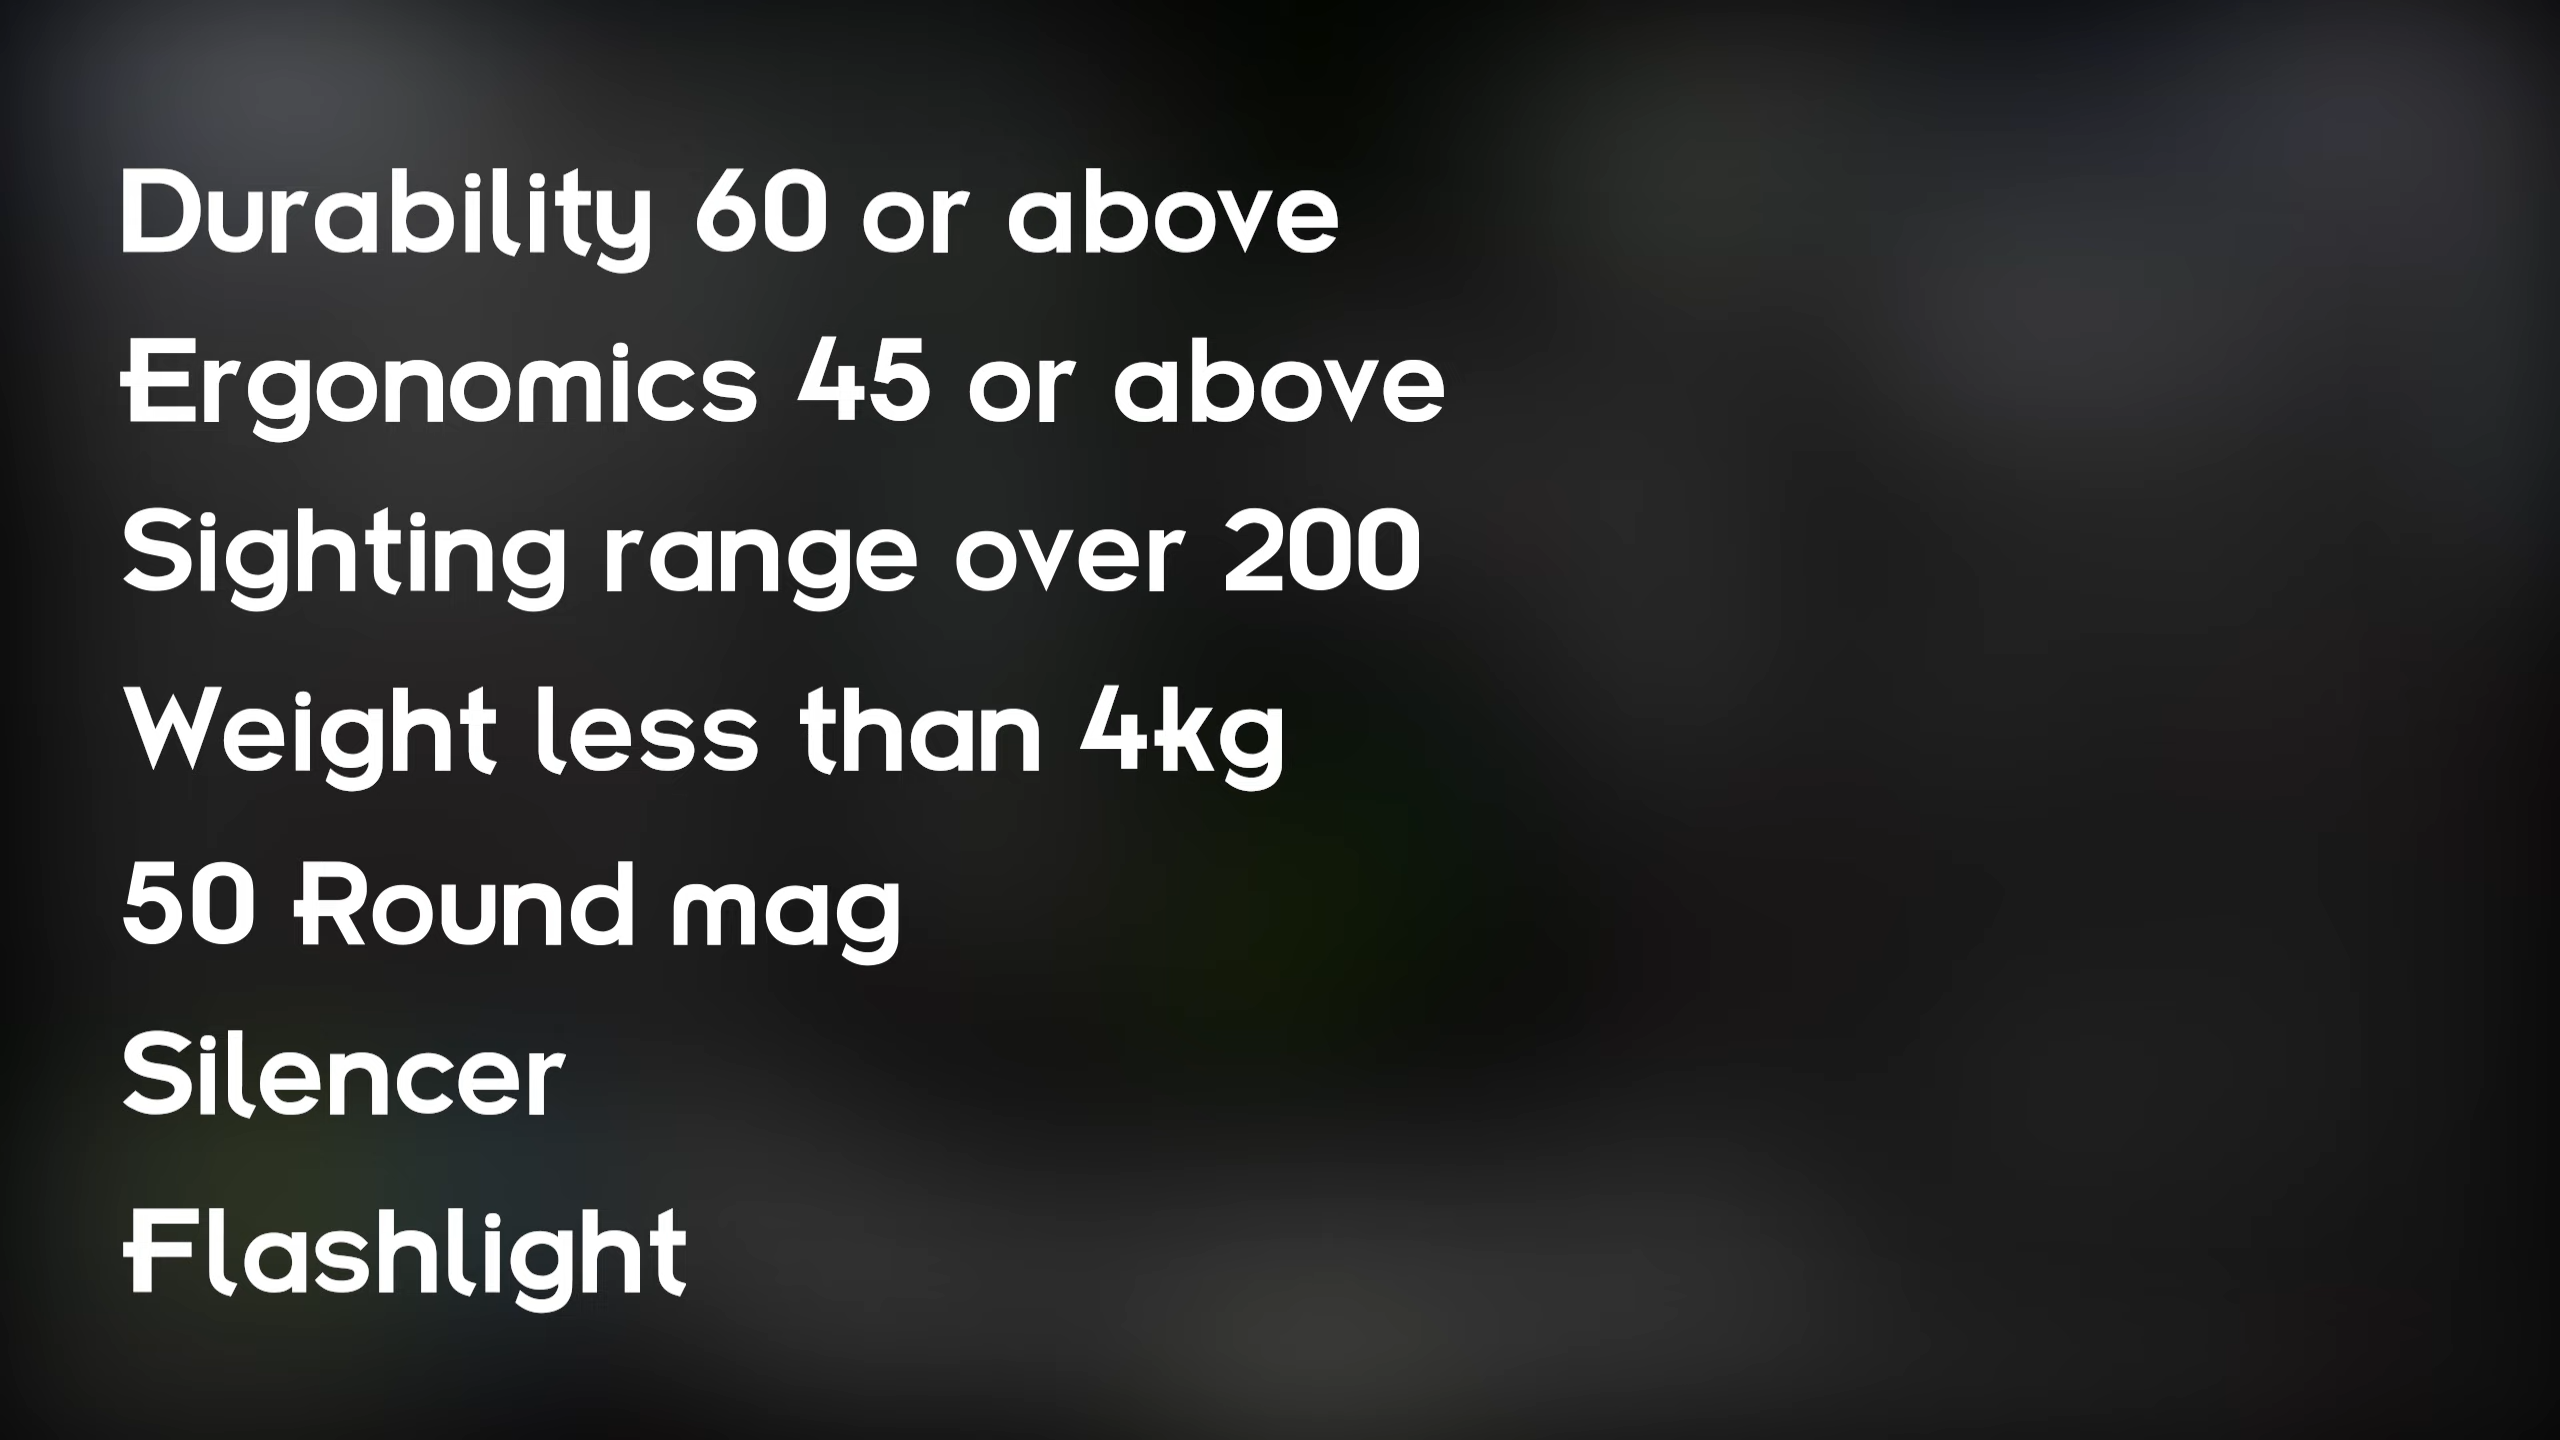 Durability 60 or above
Ergonomics 45 or above
Sighting range over 200
Weight less than 4kg
50 Round mag
Silencer
Flashlight